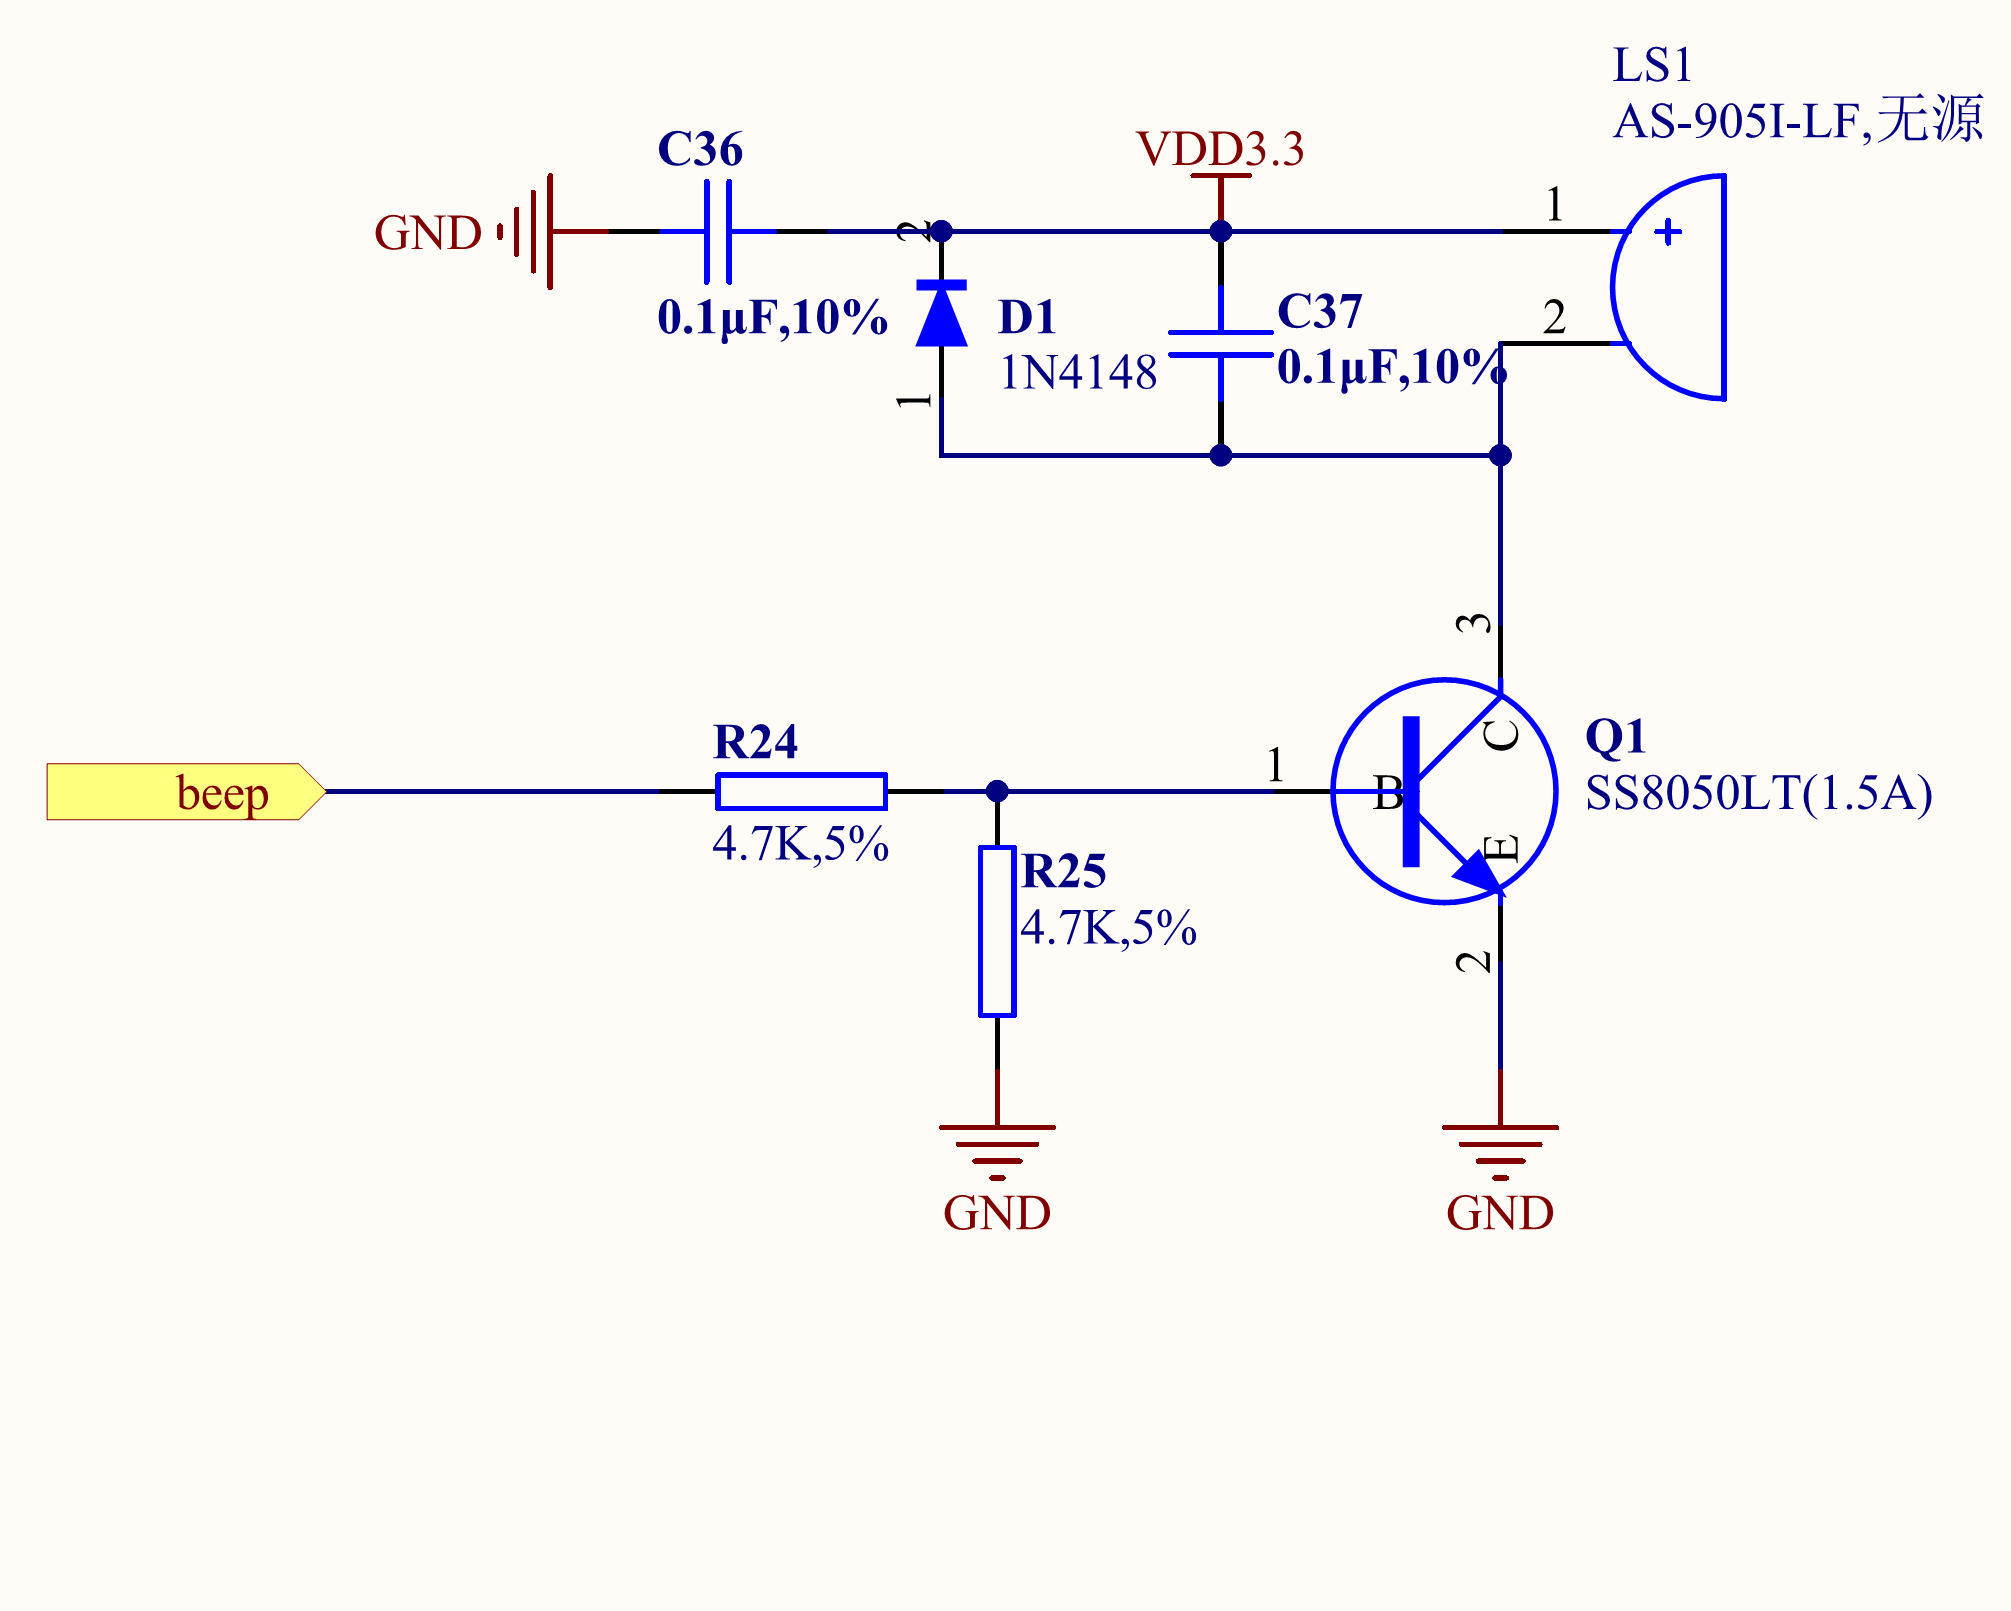 LS1
AS-905I-LF,无源
C36
VDD3.3
1
+
GND
2
0.1μF,10%
D1
1N4148
C37
0.1μF,10%
2
1
3
R24
4.7K,5%
beep
1
B
C
E
Q1
SS8050LT(1.5A)
R25
4.7K,5%
2
GND
GND